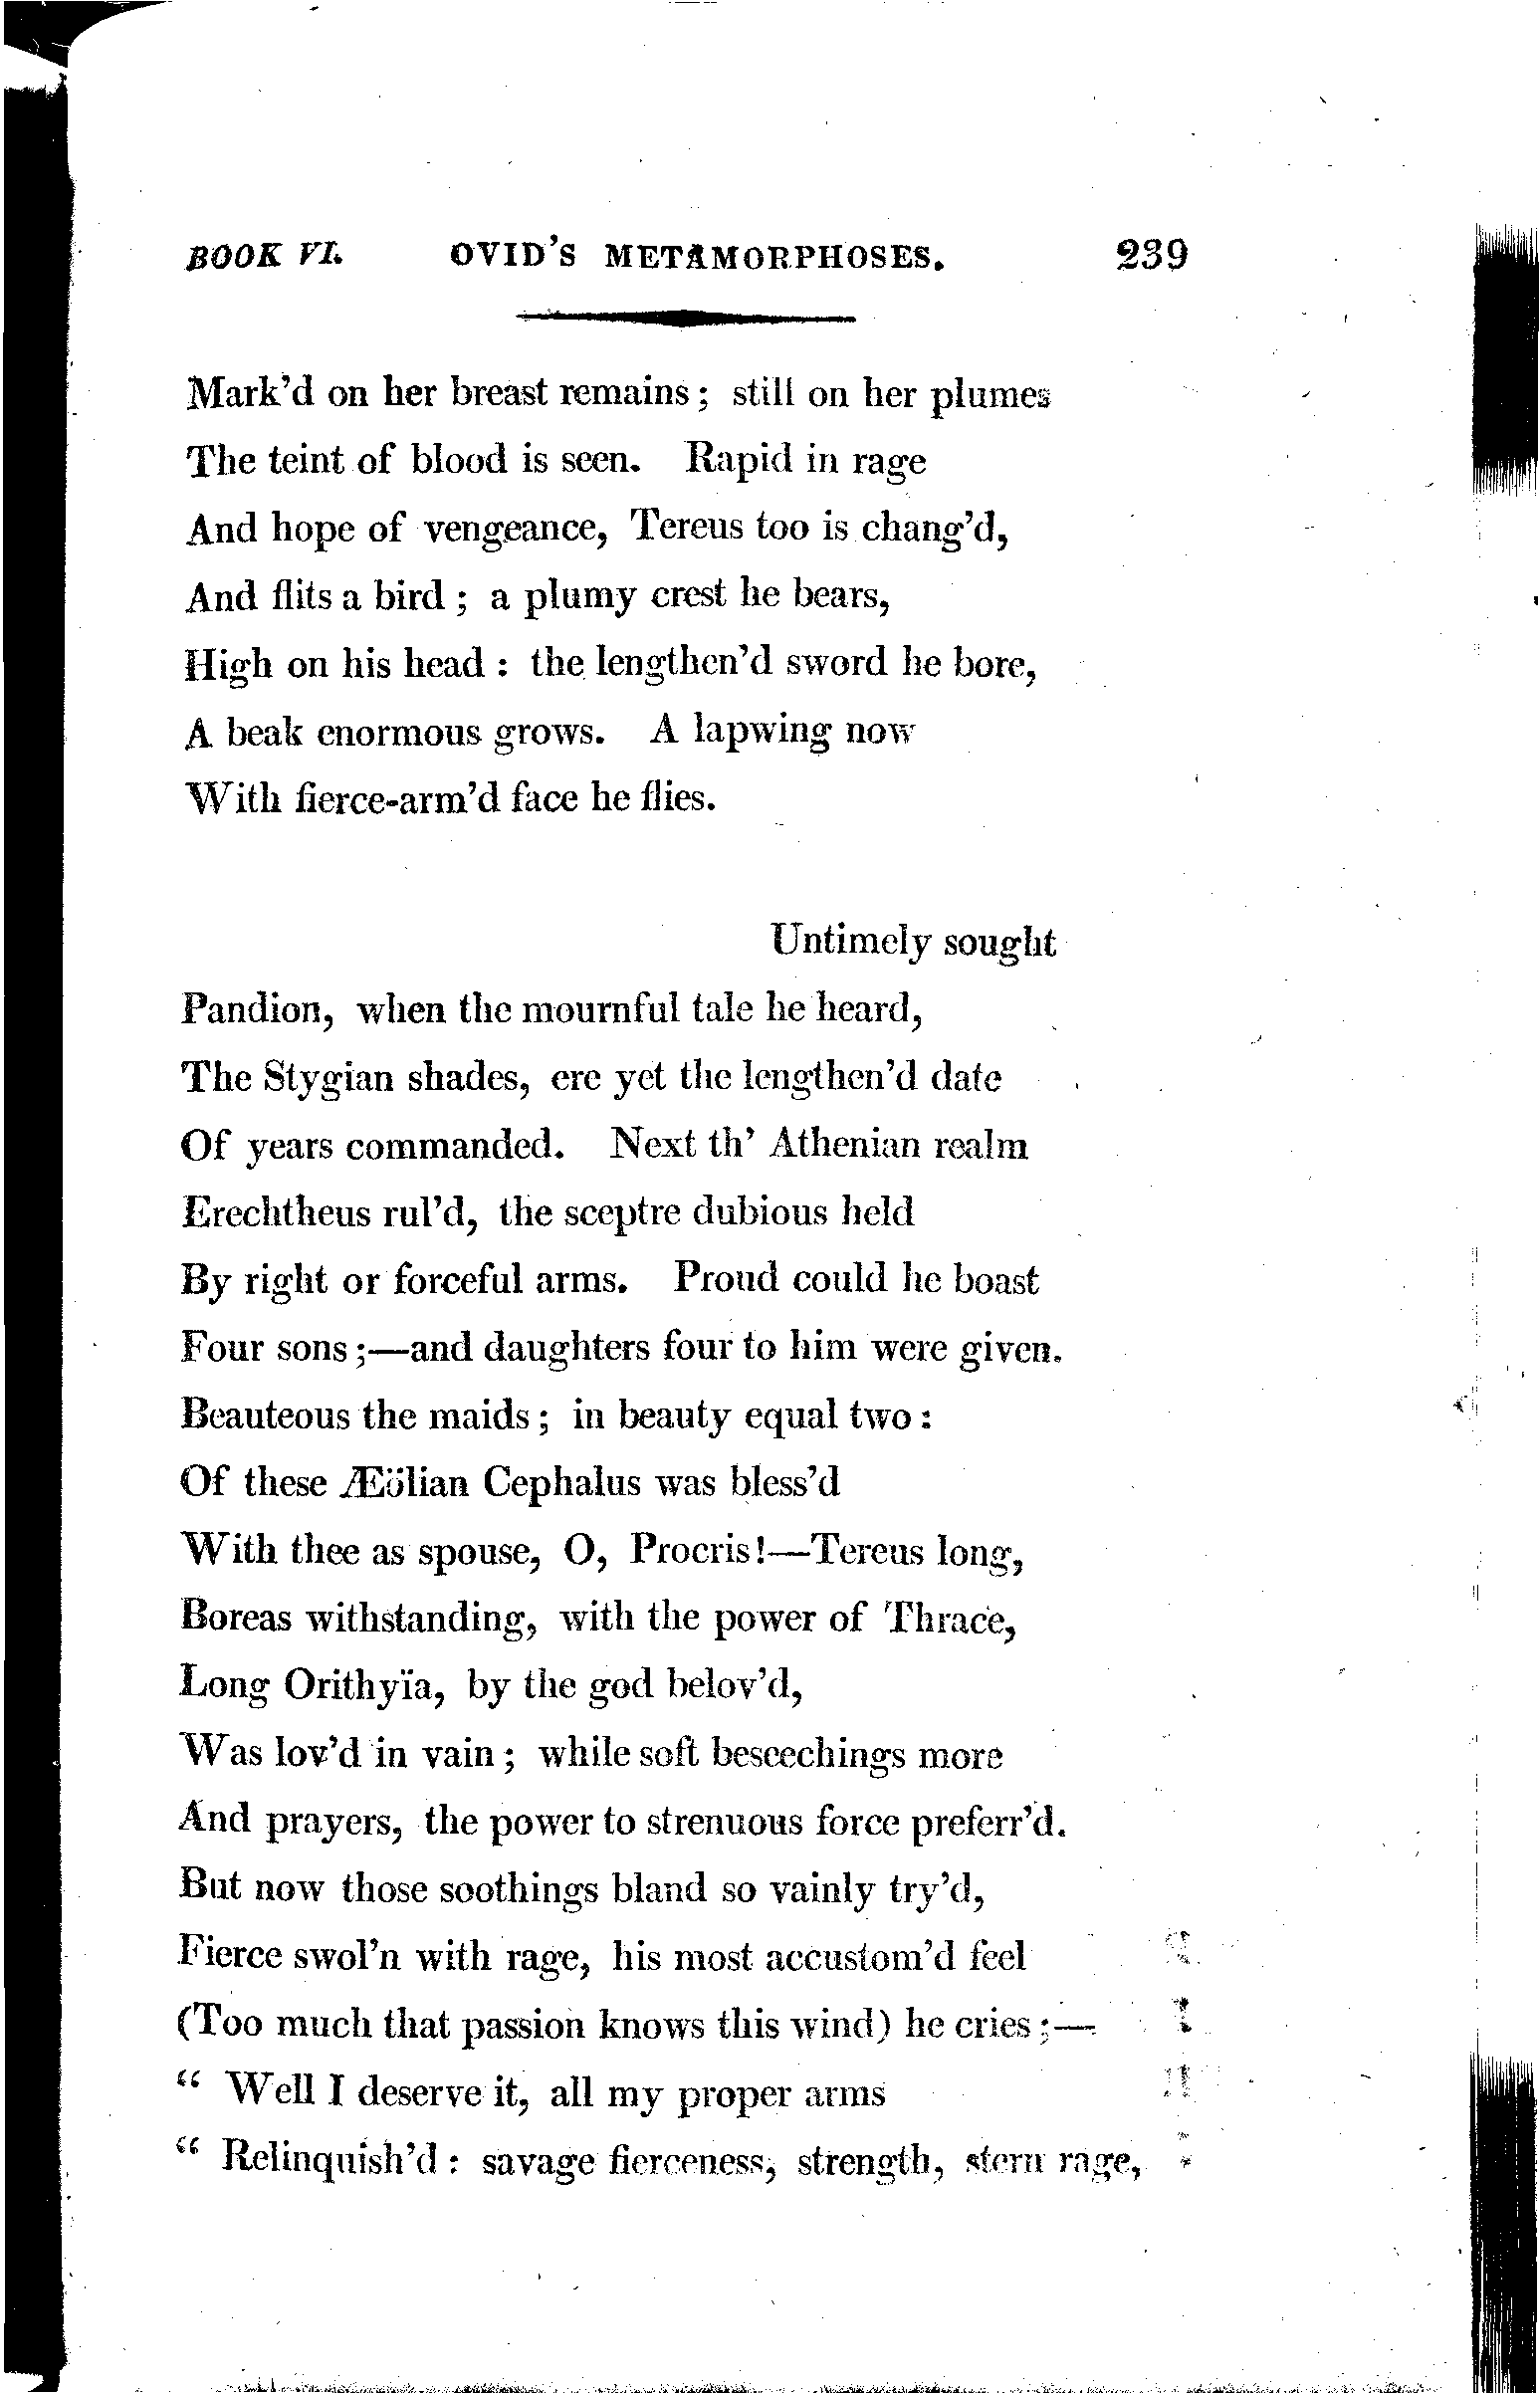 BOOK VI. OVID'S METAMORPHOSES. 239
Mark'd on her breast remains; still on her plumes
The teint of blood is seen. Rapid in rage
And hope of vengeance, Tereus too is chang'd,
And flits a bird; a plumy crest he bears,
High on his head: the lengthen'd sword he bore,
A beak enormous grows. A lapwing now
With fierce-arm'd face he flies.
Untimely sought
Pandion, when the mournful tale he heard,
The Stygian shades, ere yet the lengthen'd date
Of years commanded. Next th' Athenian realm
Erechtheus rul'd, the sceptre dubious held
By right or forceful arms. Proud could he boast
Four sons;—and daughters four to him were given.
Beauteous the maids; in beauty equal two:
Of these Æölian Cephalus was bless'd
With thee as spouse, O, Procris!—Tereus long,
Boreas withstanding, with the power of Thrace,
Long Orithyïa, by the god belov'd,
Was lov'd in vain; while soft beseechings more
And prayers, the power to strenuous force preferr'd.
But now those soothings bland so vainly try'd,
Fierce swol'n with rage, his most accustom'd feel
(Too much that passion knows this wind) he cries;—
" Well I deserve it, all my proper arms
" Relinquish'd: savage fierceness, strength, stern rage,